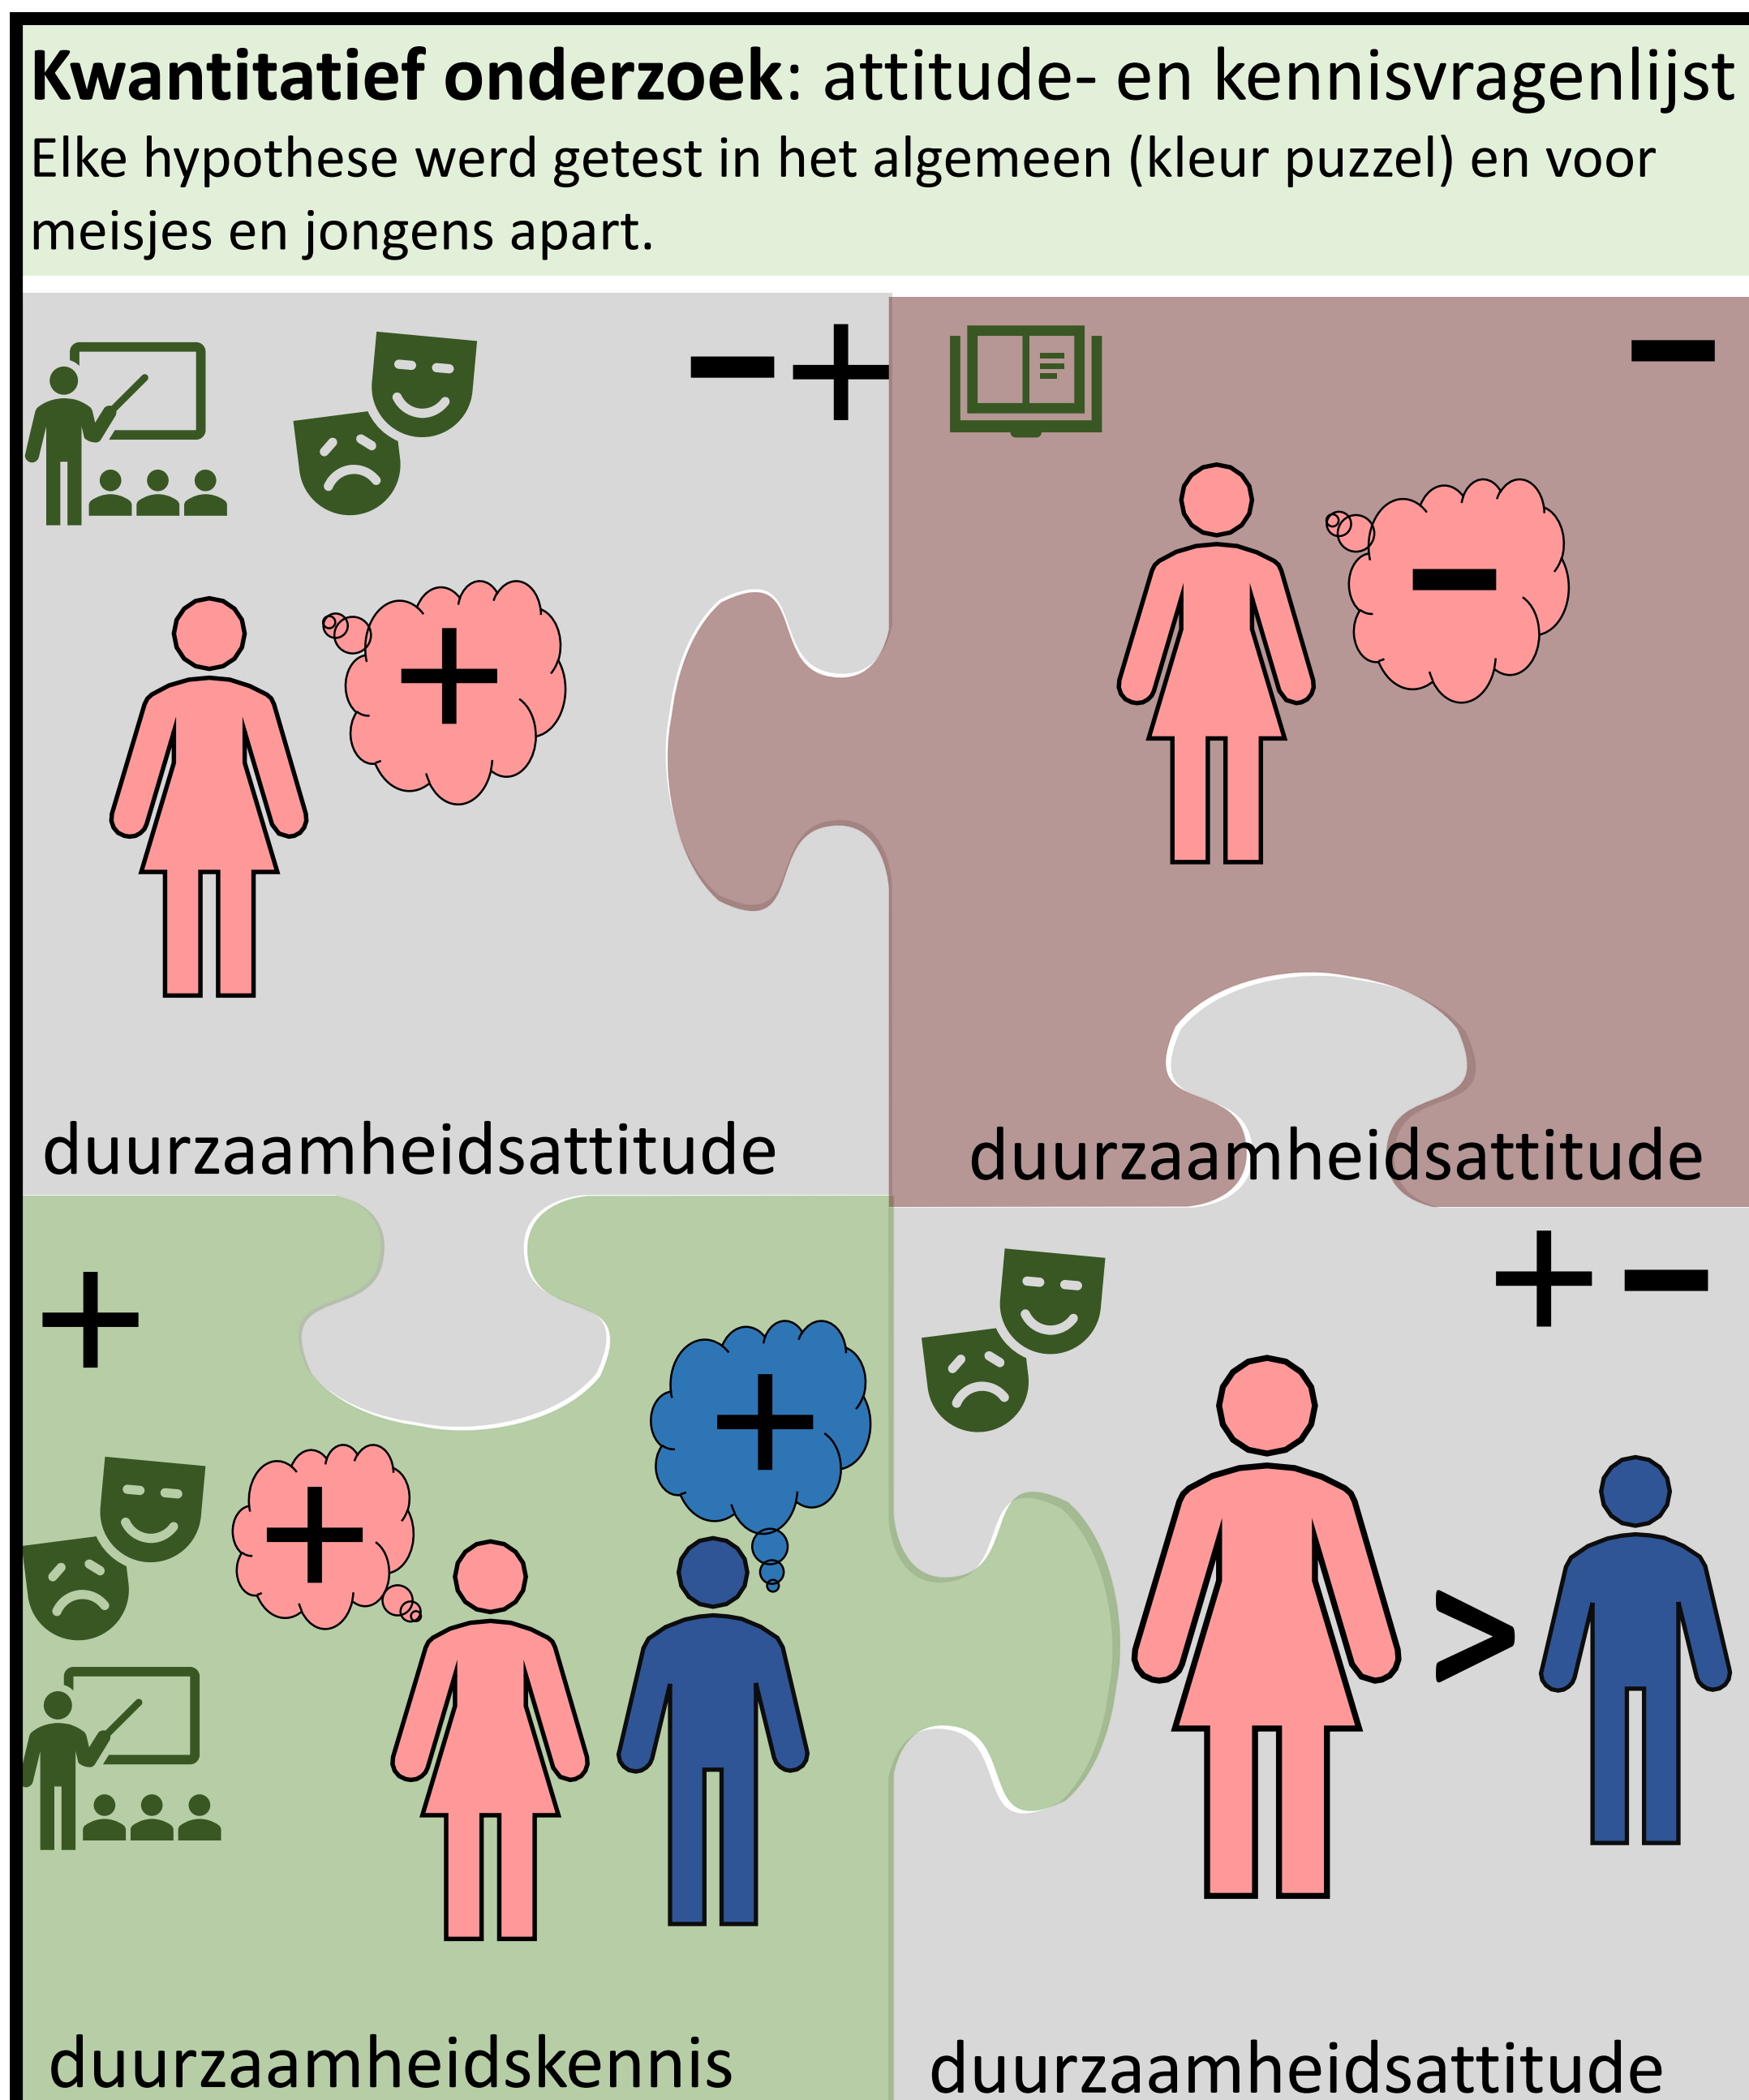 Kwantitatief onderzoek: attitude- en kennisvragenlijst
Elke hypothese werd getest in het algemeen (kleur puzzel) en voor
meisjes en jongens apart.
− +
−
+
−
duurzaamheidsattitude
duurzaamheidsattitude
+
+ −
+
+
>
duurzaamheidskennis
duurzaamheidsattitude